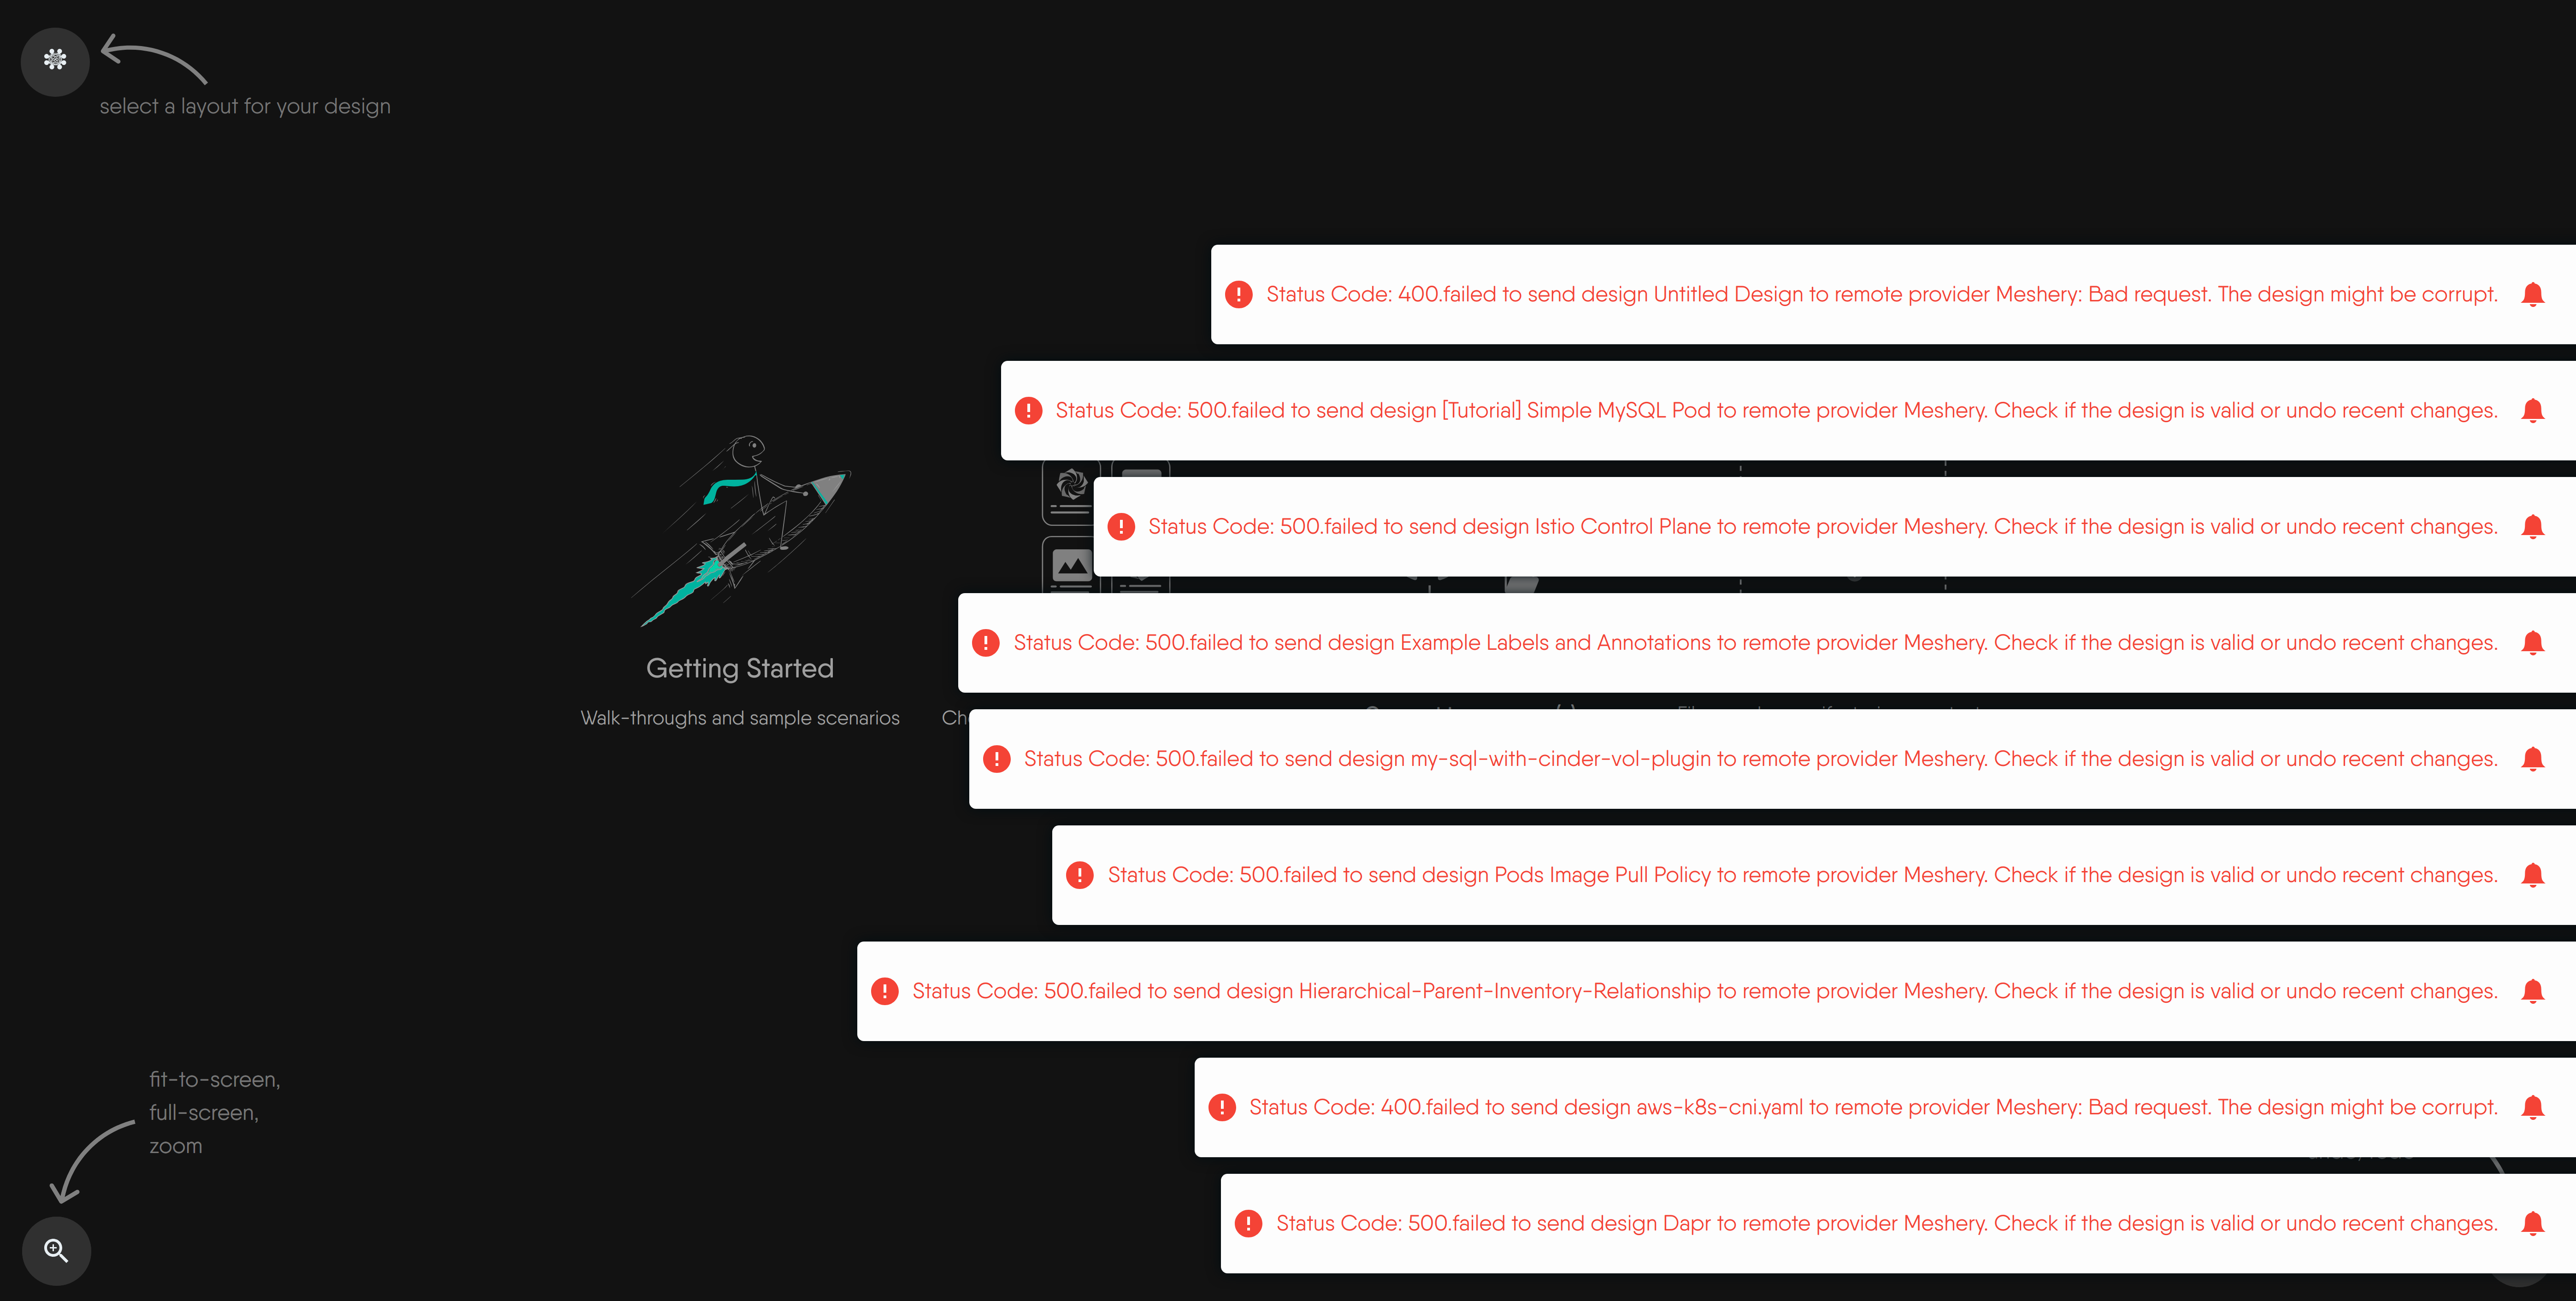 select a layout for your design
Status Code: 400.failed to send design Untitled Design to remote provider Meshery: Bad request. The design might be corrupt.
Status Code: 500.failed to send design [Tutorial] Simple MySQL Pod to remote provider Meshery. Check if the design is valid or undo recent changes.
Status Code: 500.failed to send design Istio Control Plane to remote provider Meshery. Check if the design is valid or undo recent changes.
Status Code: 500.failed to send design Example Labels and Annotations to remote provider Meshery. Check if the design is valid or undo recent changes.
Getting Started
Walk-throughs and sample scenarios
Status Code: 500.failed to send design my-sql-with-cinder-vol-plugin to remote provider Meshery. Check if the design is valid or undo recent changes.
Status Code: 500.failed to send design Pods Image Pull Policy to remote provider Meshery. Check if the design is valid or undo recent changes.
Status Code: 500.failed to send design Hierarchical-Parent-Inventory-Relationship to remote provider Meshery. Check if the design is valid or undo recent changes.
Status Code: 400.failed to send design aws-k8s-cni.yaml to remote provider Meshery: Bad request. The design might be corrupt.
Status Code: 500.failed to send design Dapr to remote provider Meshery. Check if the design is valid or undo recent changes.
fit-to-screen,
full-screen,
zoom